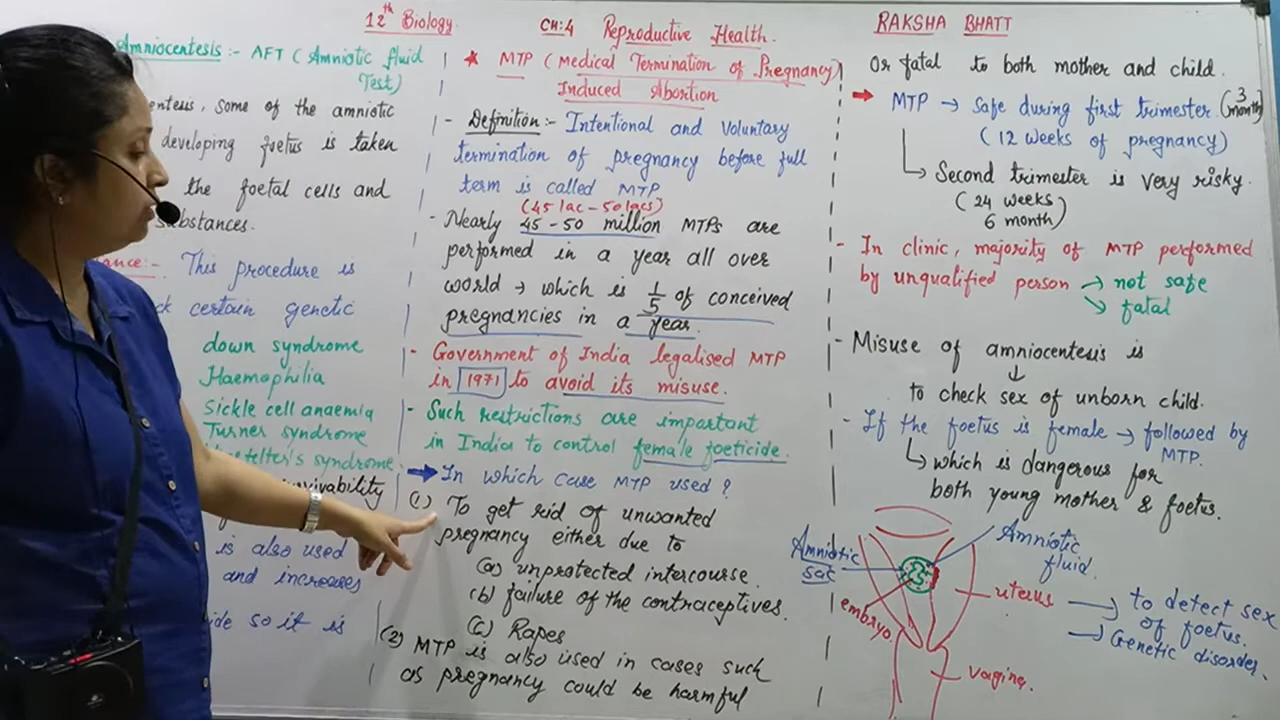 12th Biology
CH:4 Reproductive Health.
RAKSHA BHATT
Amniocentesis :- AFT (Amniotic fluid
Test)
some of the amniotic
developing foetus is taken
the foetal cells and
substances.
This procedure is
certain genetic
down syndrome
Haemophilia
Sickle cell anaemia
Turner syndrome
syndrome
is also used
and increases
so it is
* MTP (Medical Termination of Pregnancy)
Induced Abortion
- Definition:- Intentional and Voluntary
termination of pregnancy before full
term is called MTP
(45 lac - 50 lacs)
- Nearly 45-50 million MTPs are
performed in a year all over
world → which is 1/5 of conceived
pregnancies in a year.
- Government of India legalised MTP
in 1971 to avoid its misuse.
- Such restrictions are important
in India to control female foeticide.
→ In which case MTP used?
(1) To get rid of unwanted
pregnancy either due to
(a) unprotected intercourse.
(b) failure of the contraceptives.
(c) Rapes
(2) MTP is also used in cases such
as pregnancy could be harmful
Or fatal to both mother and child.
→ MTP → Safe during first trimester (3 month)
(12 weeks of pregnancy)
↳ Second trimester is very risky.
(24 weeks
6 month)
- In clinic, majority of MTP performed
by unqualified person → not safe
↘ fatal
- Misuse of amniocentesis is
↓
to check sex of unborn child.
- If the foetus is female → followed by
MTP.
↳ which is dangerous for
both young mother & foetus.
Amniotic
sac
Amniotic
fluid.
embryo
uterus
→ to detect sex
of foetus.
→ Genetic disorder.
vagina.